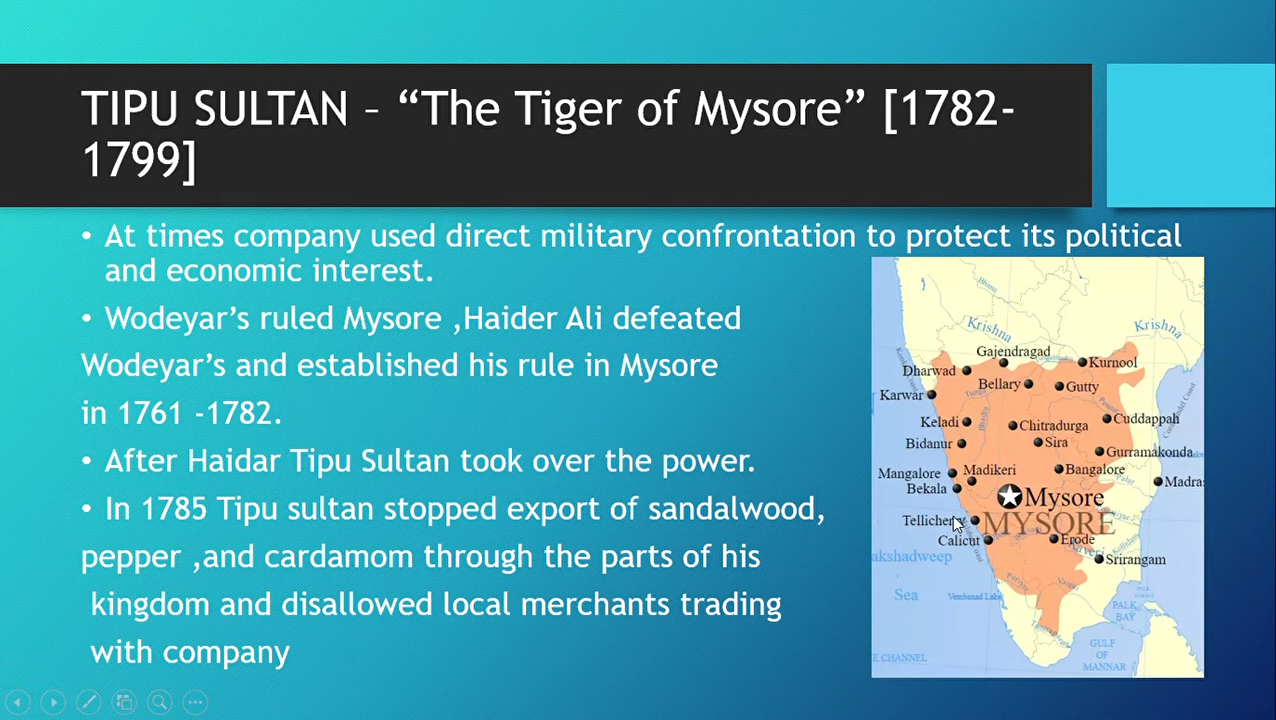 TIPU SULTAN – “The Tiger of Mysore” [1782-
1799]
• At times company used direct military confrontation to protect its political
and economic interest.
• Wodeyar’s ruled Mysore ,Haider Ali defeated
Wodeyar’s and established his rule in Mysore
in 1761 -1782.
• After Haidar Tipu Sultan took over the power.
• In 1785 Tipu sultan stopped export of sandalwood,
pepper ,and cardamom through the parts of his
kingdom and disallowed local merchants trading
with company
Krishna
Krishna
Gajendragad
Dharwad
Kurnool
Bellary
Gutty
Karwar
Keladi
Chitradurga
Cuddappah
Bidanur
Sira
Gurramakonda
Mangalore
Madikeri
Bangalore
Bekala
Madras
Mysore
MYSORE
Calicut
Erode
Srirangam
akshadweep
Sea
Vembanad Lake
PALK
BAY
GULF
OF
MANNAR
E CHANNEL